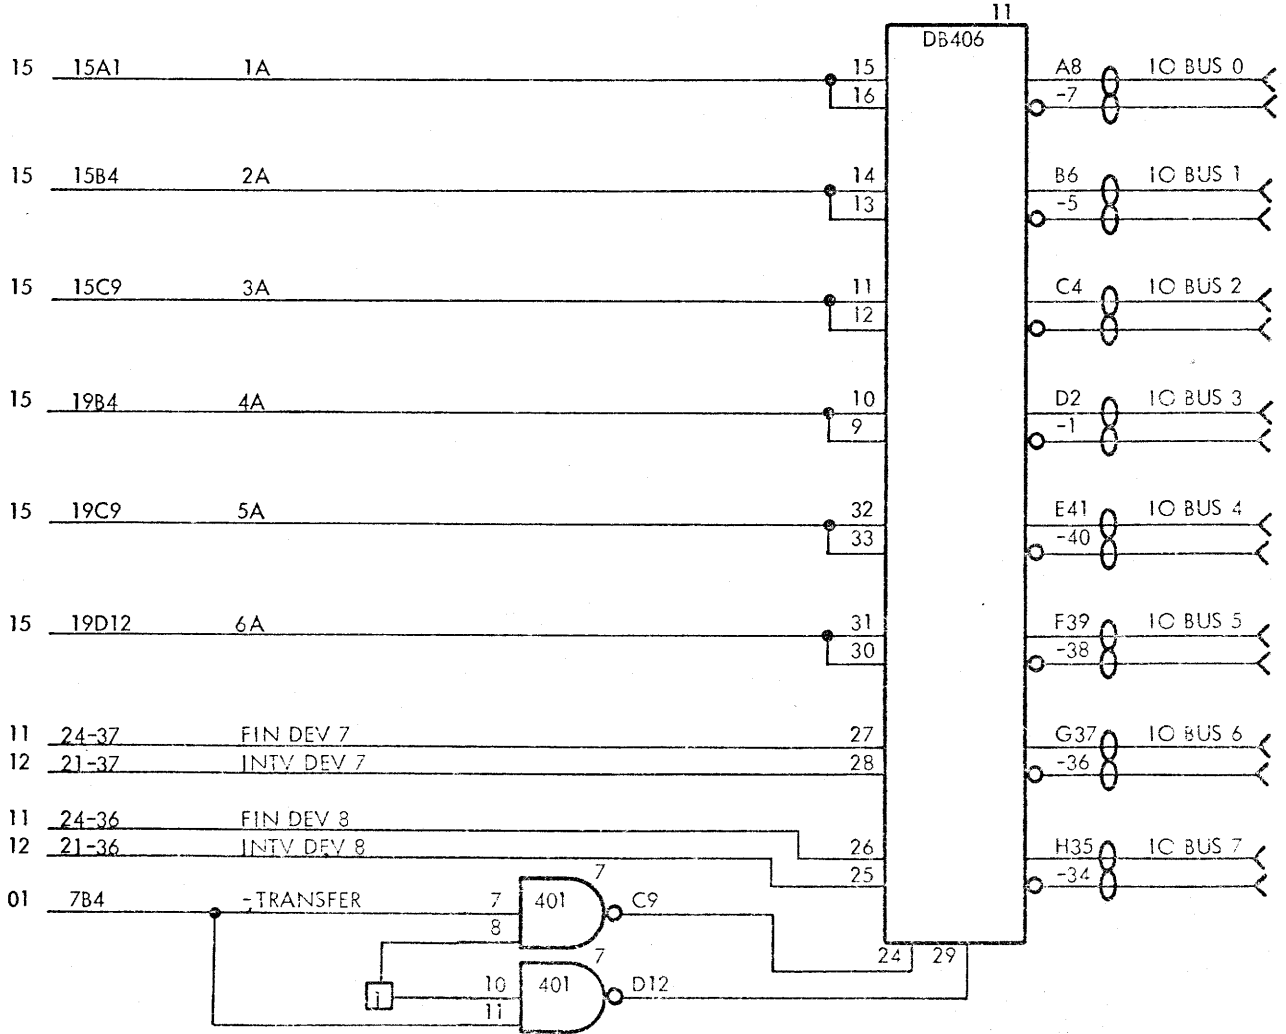 11
DB406
15 15A1 1A 15 A8 IO BUS 0
16 -7
15 15B4 2A 14 B6 IO BUS 1
13 -5
15 15C9 3A 11 C4 IO BUS 2
12
15 19B4 4A 10 D2 IO BUS 3
9 -1
15 19C9 5A 32 E41 IO BUS 4
33 -40
15 19D12 6A 31 F39 IO BUS 5
30 -38
11 24-37 FIN DEV 7 27 G37 IO BUS 6
12 21-37 INTV DEV 7 28 -36
11 24-36 FIN DEV 8
12 21-36 INTV DEV 8 26 H35 IO BUS 7
25 -34
7
01 7B4 -TRANSFER 7 401 C9
8
24 29
7
10 401 D12
11